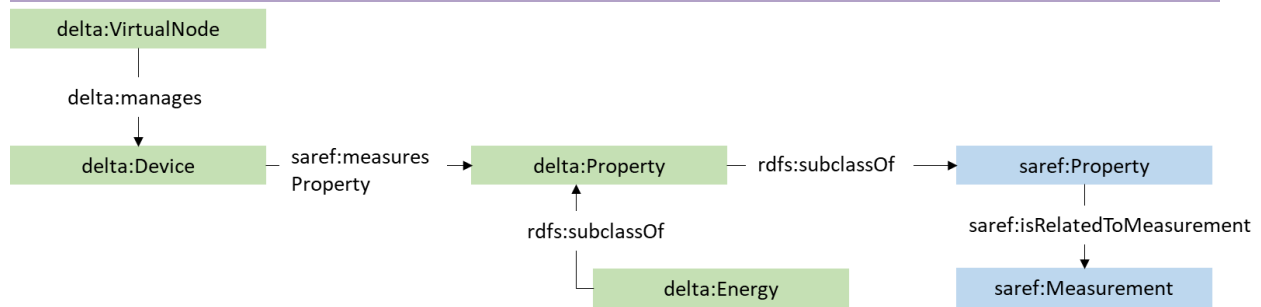 delta:VirtualNode
delta:manages
delta:Device
saref:measures
Property
delta:Property
rdfs:subclassOf
saref:Property
rdfs:subclassOf
saref:isRelatedToMeasurement
delta:Energy
saref:Measurement